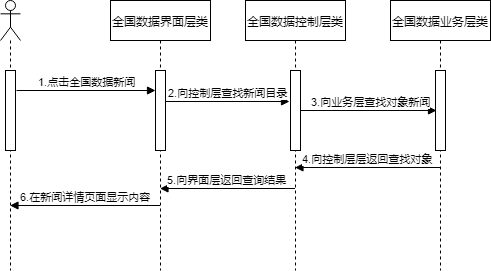 全国数据界面层类
全国数据控制层类
全国数据业务层类
1.点击全国数据新闻
2.向控制层查找新闻目录
3.向业务层查找对象新闻
4.向控制层层返回查找对象
5.向界面层返回查询结果
6.在新闻详情页面显示内容